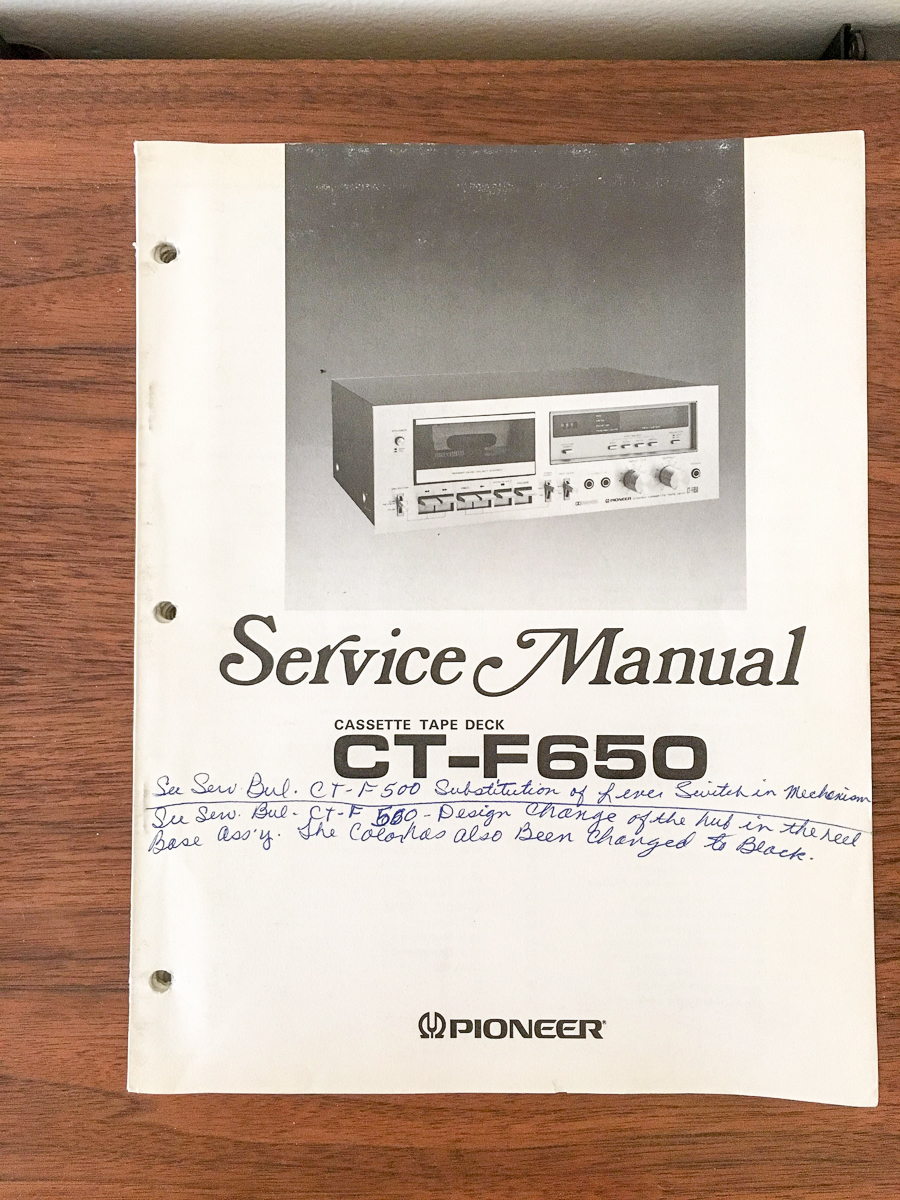 PIONEER
Service Manual
CASSETTE TAPE DECK
CT-F650
See Serv. Bul. CT-F500 Substitution of Lever Switch in Mechanism
See Serv. Bul. CT-F - Design Change of the hub in the reel
Base Ass'y. The Color has also Been Changed to Black.
PIONEER